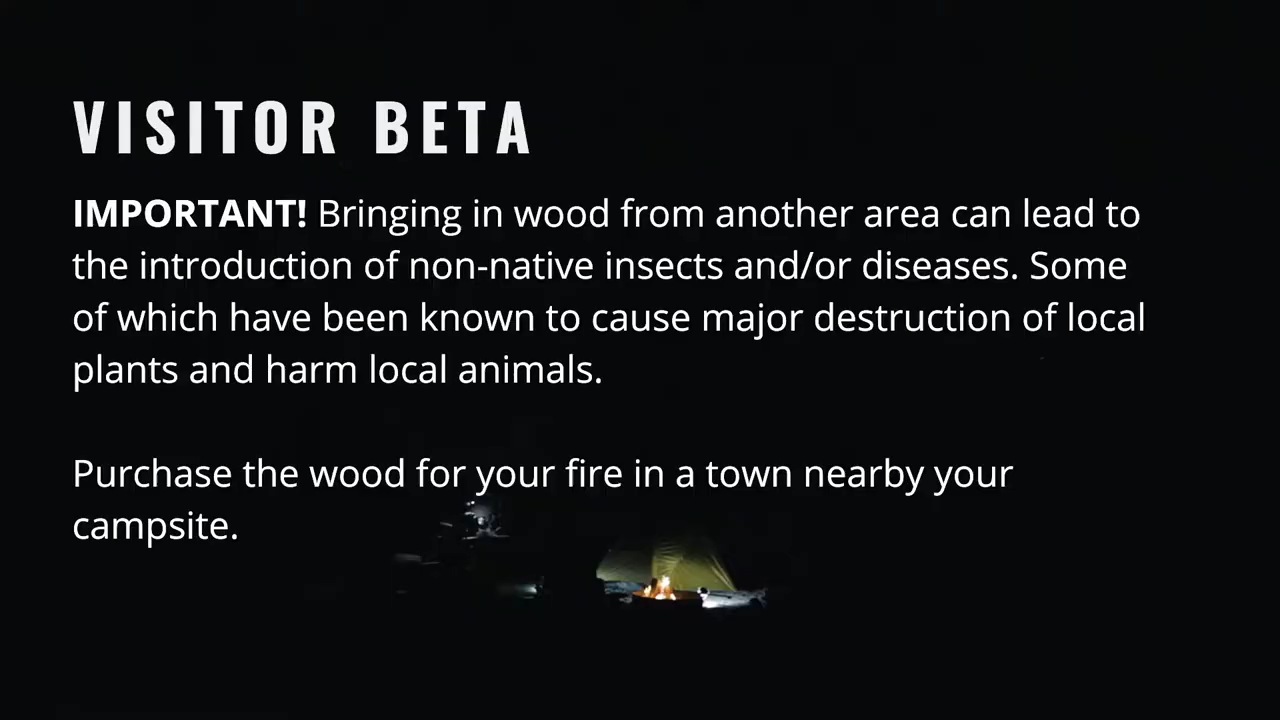 VISITOR BETA
IMPORTANT! Bringing in wood from another area can lead to
the introduction of non-native insects and/or diseases. Some
of which have been known to cause major destruction of local
plants and harm local animals.
Purchase the wood for your fire in a town nearby your
campsite.